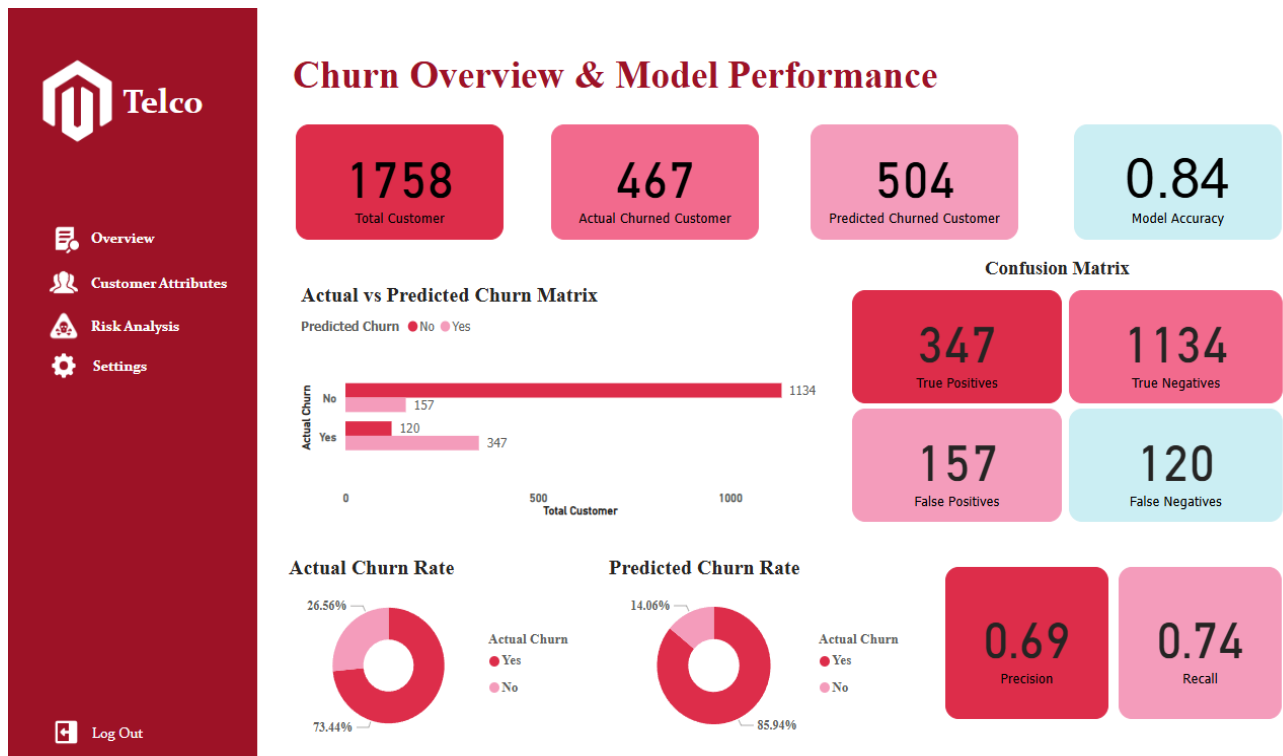 Telco
Overview
Customer Attributes
Risk Analysis
Settings
Log Out
Churn Overview & Model Performance
1758
Total Customer
467
Actual Churned Customer
504
Predicted Churned Customer
0.84
Model Accuracy
Actual vs Predicted Churn Matrix
Predicted Churn No Yes
Actual Churn
No
1134
157
Yes
120
347
0 500 1000
Total Customer
Confusion Matrix
347
True Positives
1134
True Negatives
157
False Positives
120
False Negatives
Actual Churn Rate
26.56%
73.44%
Actual Churn
Yes
No
Predicted Churn Rate
14.06%
85.94%
Actual Churn
Yes
No
0.69
Precision
0.74
Recall